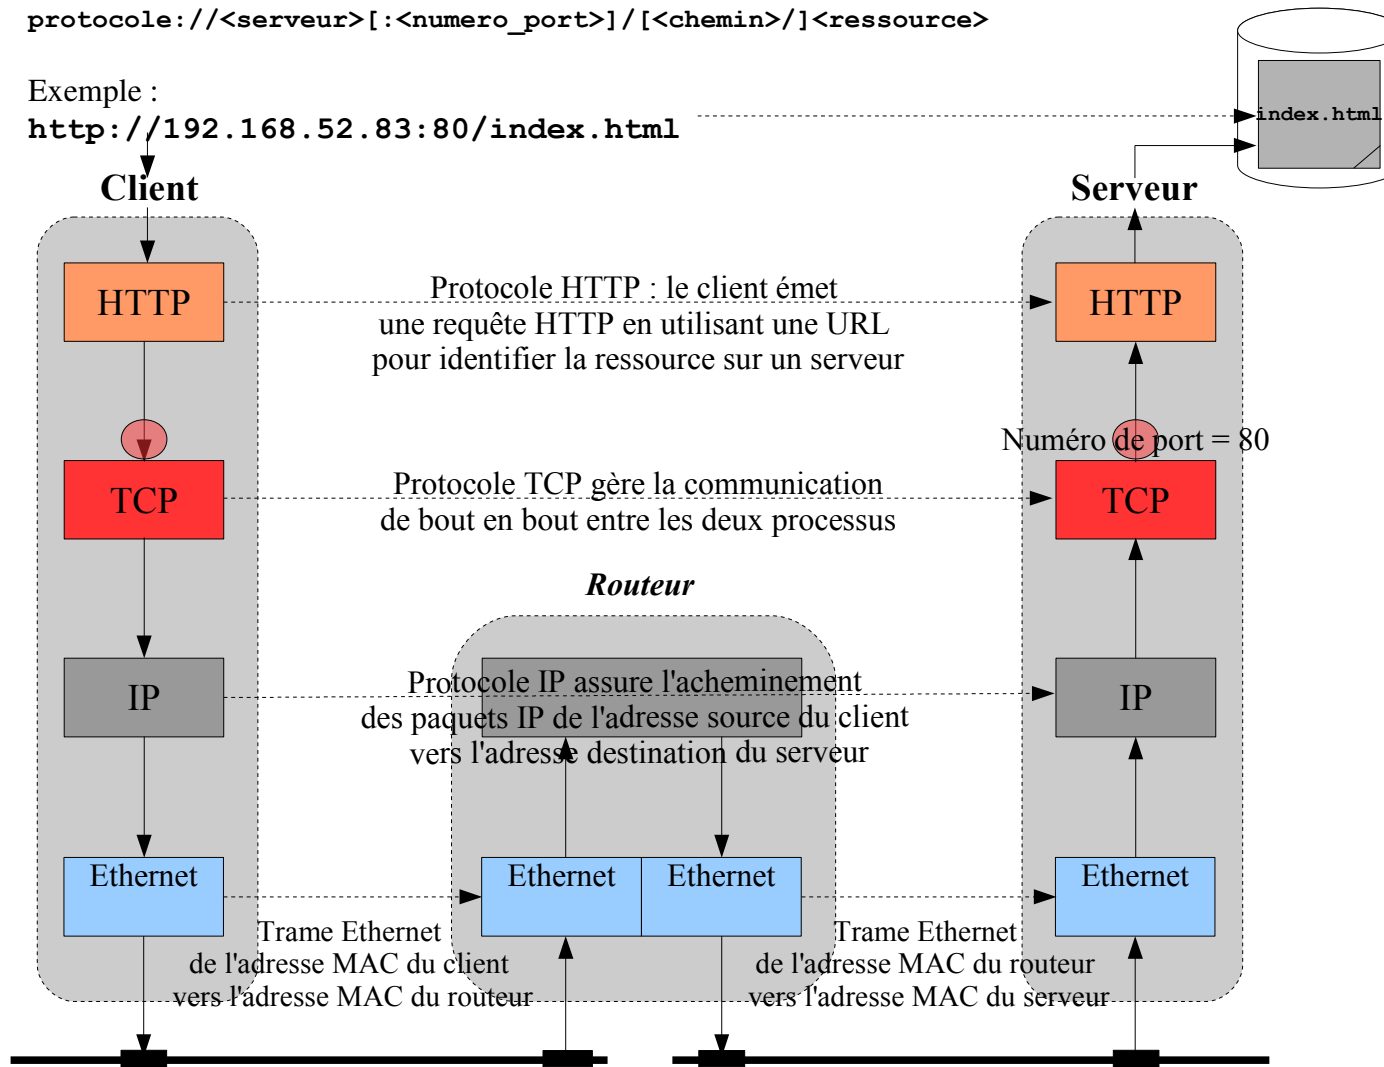 protocole://<serveur>[:<numero_port>]/[<chemin>/]<ressource>
Exemple :
http://192.168.52.83:80/index.html
index.html
Client
Serveur
HTTP
Protocole HTTP : le client émet
une requête HTTP en utilisant une URL
pour identifier la ressource sur un serveur
HTTP
Numéro de port = 80
TCP
Protocole TCP gère la communication
de bout en bout entre les deux processus
TCP
Routeur
IP
Protocole IP assure l'acheminement
des paquets IP de l'adresse source du client
vers l'adresse destination du serveur
IP
Ethernet
Ethernet
Ethernet
Ethernet
Trame Ethernet
de l'adresse MAC du client
vers l'adresse MAC du routeur
Trame Ethernet
de l'adresse MAC du routeur
vers l'adresse MAC du serveur